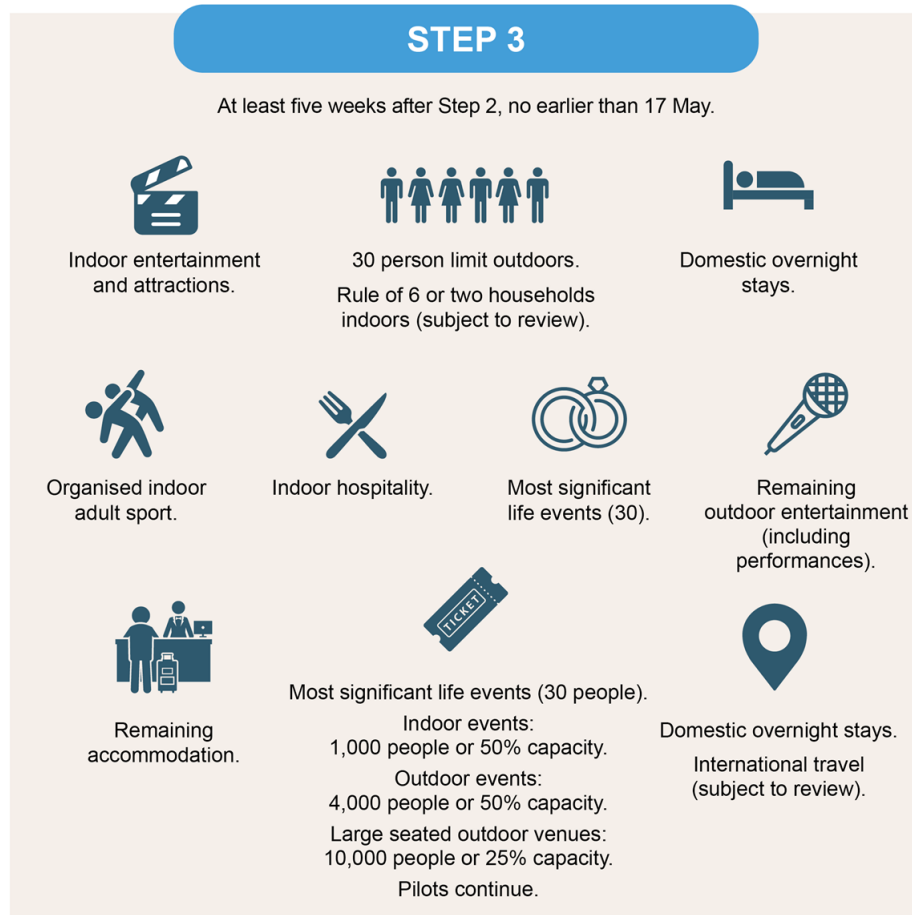 STEP 3
At least five weeks after Step 2, no earlier than 17 May.
Indoor entertainment
and attractions.
30 person limit outdoors.
Rule of 6 or two households
indoors (subject to review).
Domestic overnight
stays.
Organised indoor
adult sport.
Indoor hospitality.
Most significant
life events (30).
Remaining
outdoor entertainment
(including
performances).
Remaining
accommodation.
TICKET
Most significant life events (30 people).
Indoor events:
1,000 people or 50% capacity.
Outdoor events:
4,000 people or 50% capacity.
Large seated outdoor venues:
10,000 people or 25% capacity.
Pilots continue.
Domestic overnight stays.
International travel
(subject to review).